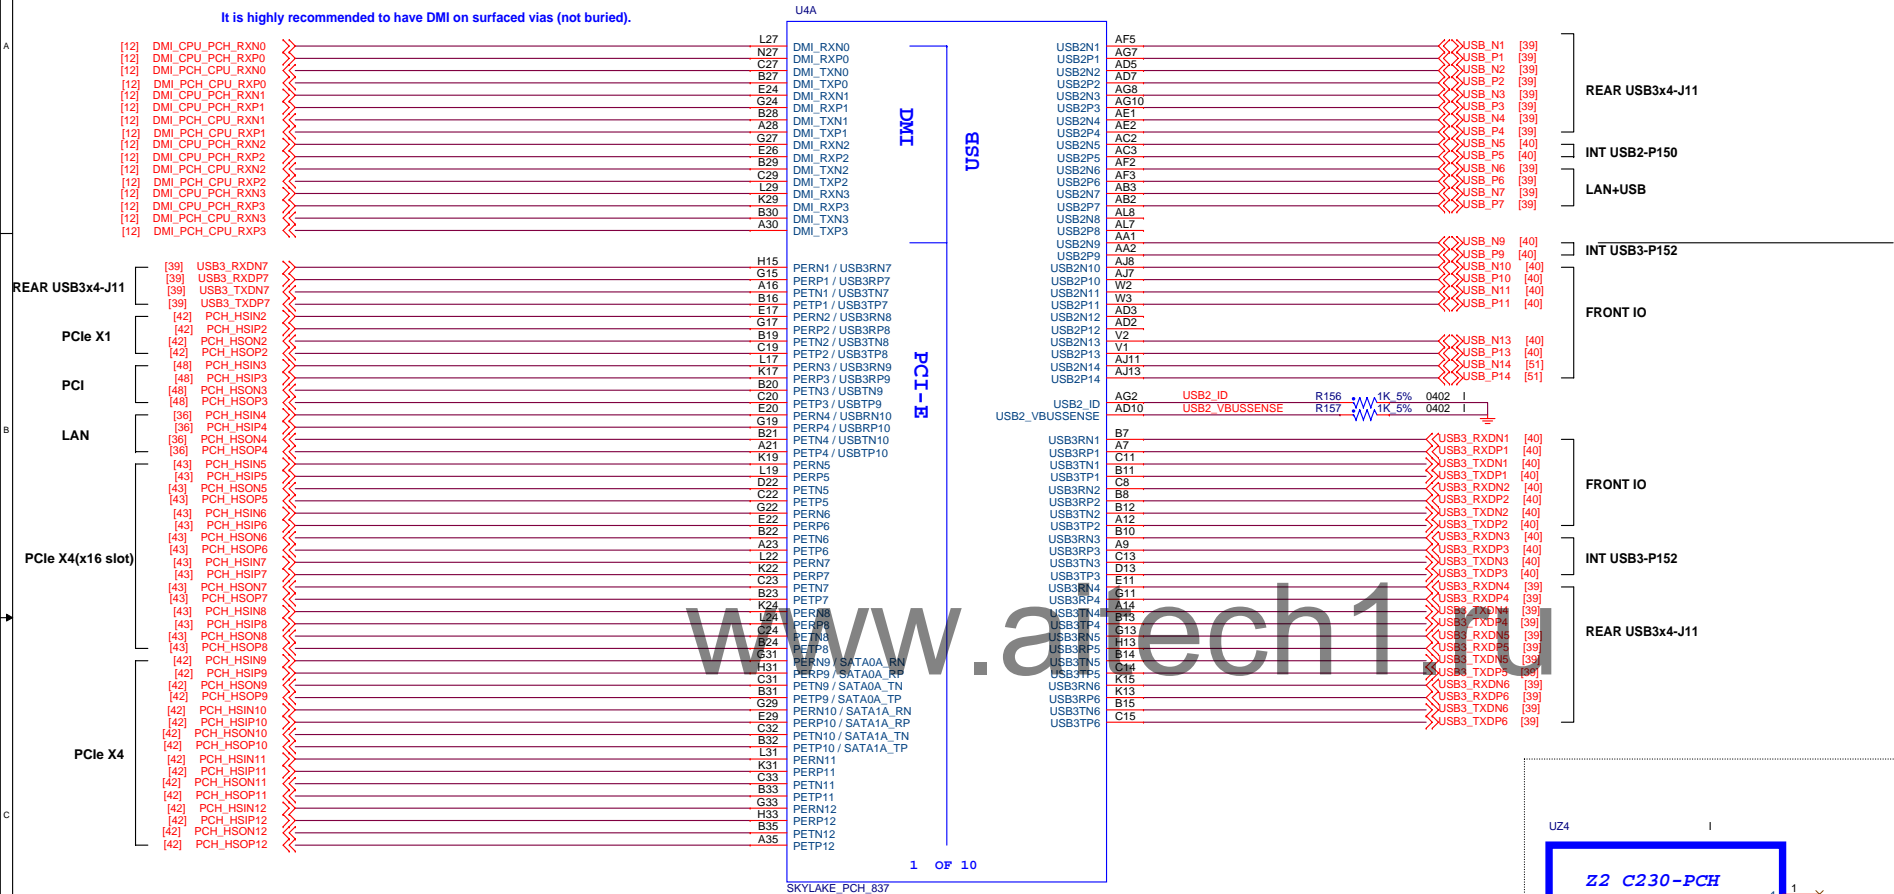 It is highly recommended to have DMI on surfaced vias (not buried).
U4A
A
B
C
[12] DMI_CPU_PCH_RXN0 L27 DMI_RXN0
[12] DMI_CPU_PCH_RXP0 N27 DMI_RXP0
[12] DMI_PCH_CPU_RXN0 C27 DMI_TXN0
[12] DMI_PCH_CPU_RXP0 B27 DMI_TXP0
[12] DMI_CPU_PCH_RXN1 E24 DMI_RXN1
[12] DMI_CPU_PCH_RXP1 G24 DMI_RXP1
[12] DMI_PCH_CPU_RXN1 B28 DMI_TXN1
[12] DMI_PCH_CPU_RXP1 A28 DMI_TXP1
[12] DMI_CPU_PCH_RXN2 G27 DMI_RXN2
[12] DMI_CPU_PCH_RXP2 E26 DMI_RXP2
[12] DMI_PCH_CPU_RXN2 B29 DMI_TXN2
[12] DMI_PCH_CPU_RXP2 C29 DMI_TXP2
[12] DMI_CPU_PCH_RXN3 L29 DMI_RXN3
[12] DMI_CPU_PCH_RXP3 K29 DMI_RXP3
[12] DMI_PCH_CPU_RXN3 B30 DMI_TXN3
[12] DMI_PCH_CPU_RXP3 A30 DMI_TXP3
REAR USB3x4-J11
[39] USB3_RXDN7 H15 PERN1 / USB3RN7
[39] USB3_RXDP7 G15 PERP1 / USB3RP7
[39] USB3_TXDN7 A16 PETN1 / USB3TN7
[39] USB3_TXDP7 B16 PETP1 / USB3TP7
PCIe X1
[42] PCH_HSIN2 E17 PERN2 / USB3RN8
[42] PCH_HSIP2 G17 PERP2 / USB3RP8
[42] PCH_HSON2 B19 PETN2 / USB3TN8
[42] PCH_HSOP2 C19 PETP2 / USB3TP8
PCI
[48] PCH_HSIN3 L17 PERN3 / USB3RN9
[48] PCH_HSIP3 K17 PERP3 / USB3RP9
[48] PCH_HSON3 B20 PETN3 / USBTN9
[48] PCH_HSOP3 C20 PETP3 / USBTP9
LAN
[36] PCH_HSIN4 E20 PERN4 / USBRN10
[36] PCH_HSIP4 G19 PERP4 / USBRP10
[36] PCH_HSON4 B21 PETN4 / USBTN10
[36] PCH_HSOP4 A21 PETP4 / USBTP10
PCIe X4(x16 slot)
[43] PCH_HSIN5 K19 PERN5
[43] PCH_HSIP5 L19 PERP5
[43] PCH_HSON5 D22 PETN5
[43] PCH_HSOP5 C22 PETP5
[43] PCH_HSIN6 G22 PERN6
[43] PCH_HSIP6 E22 PERP6
[43] PCH_HSON6 B22 PETN6
[43] PCH_HSOP6 A23 PETP6
[43] PCH_HSIN7 L22 PERN7
[43] PCH_HSIP7 K22 PERP7
[43] PCH_HSON7 C23 PETN7
[43] PCH_HSOP7 B23 PETP7
[43] PCH_HSIN8 K24 PERN8
[43] PCH_HSIP8 L24 PERP8
[43] PCH_HSON8 C24 PETN8
[43] PCH_HSOP8 B24 PETP8
PCIe X4
[42] PCH_HSIN9 G31 PERN9 / SATA0A_RN
[42] PCH_HSIP9 H31 PERP9 / SATA0A_RP
[42] PCH_HSON9 C31 PETN9 / SATA0A_TN
[42] PCH_HSOP9 B31 PETP9 / SATA0A_TP
[42] PCH_HSIN10 G29 PERN10 / SATA1A_RN
[42] PCH_HSIP10 E29 PERP10 / SATA1A_RP
[42] PCH_HSON10 C32 PETN10 / SATA1A_TN
[42] PCH_HSOP10 B32 PETP10 / SATA1A_TP
[42] PCH_HSIN11 L31 PERN11
[42] PCH_HSIP11 K31 PERP11
[42] PCH_HSON11 C33 PETN11
[42] PCH_HSOP11 B33 PETP11
[42] PCH_HSIN12 G33 PERN12
[42] PCH_HSIP12 H33 PERP12
[42] PCH_HSON12 B35 PETN12
[42] PCH_HSOP12 A35 PETP12
DMI
USB
PCI-E
1 OF 10
SKYLAKE_PCH_837
USB2N1 AF5 USB_N1 [39]
USB2P1 AG7 USB_P1 [39]
USB2N2 AD5 USB_N2 [39]
USB2P2 AD7 USB_P2 [39]
USB2N3 AG8 USB_N3 [39]
USB2P3 AG10 USB_P3 [39]
USB2N4 AE1 USB_N4 [39]
USB2P4 AE2 USB_P4 [39]
REAR USB3x4-J11
USB2N5 AC2 USB_N5 [40]
USB2P5 AC3 USB_P5 [40]
INT USB2-P150
USB2N6 AF2 USB_N6 [39]
USB2P6 AF3 USB_P6 [39]
USB2N7 AB3 USB_N7 [39]
USB2P7 AB2 USB_P7 [39]
LAN+USB
USB2N8 AL8
USB2P8 AL7
USB2N9 AA1 USB_N9 [40]
USB2P9 AA2 USB_P9 [40]
INT USB3-P152
USB2N10 AJ8 USB_N10 [40]
USB2P10 AJ7 USB_P10 [40]
USB2N11 W2 USB_N11 [40]
USB2P11 W3 USB_P11 [40]
USB2N12 AD3
USB2P12 AD2
FRONT IO
USB2N13 V2 USB_N13 [40]
USB2P13 V1 USB_P13 [40]
USB2N14 AJ11 USB_N14 [51]
USB2P14 AJ13 USB_P14 [51]
USB2_ID AG2 USB2_ID R156 1K_5% 0402 I
USB2_VBUSSENSE AD10 USB2_VBUSSENSE R157 1K_5% 0402 I
USB3RN1 B7 USB3_RXDN1 [40]
USB3RP1 A7 USB3_RXDP1 [40]
USB3TN1 C11 USB3_TXDN1 [40]
USB3TP1 B11 USB3_TXDP1 [40]
USB3RN2 C8 USB3_RXDN2 [40]
USB3RP2 B8 USB3_RXDP2 [40]
USB3TN2 B12 USB3_TXDN2 [40]
USB3TP2 A12 USB3_TXDP2 [40]
FRONT IO
USB3RN3 B10 USB3_RXDN3 [40]
USB3RP3 A9 USB3_RXDP3 [40]
USB3TN3 C13 USB3_TXDN3 [40]
USB3TP3 D13 USB3_TXDP3 [40]
INT USB3-P152
USB3RN4 E11 USB3_RXDN4 [39]
USB3RP4 G11 USB3_RXDP4 [39]
USB3TN4 A14 USB3_TXDN4 [39]
USB3TP4 B13 USB3_TXDP4 [39]
USB3RN5 G13 USB3_RXDN5 [39]
USB3RP5 H13 USB3_RXDP5 [39]
USB3TN5 B14 USB3_TXDN5 [39]
USB3TP5 C14 USB3_TXDP5 [39]
USB3RN6 K15 USB3_RXDN6 [39]
USB3RP6 K13 USB3_RXDP6 [39]
USB3TN6 B15 USB3_TXDN6 [39]
USB3TP6 C15 USB3_TXDP6 [39]
REAR USB3x4-J11
www.aitech1.ru
UZ4 I
Z2 C230-PCH
1